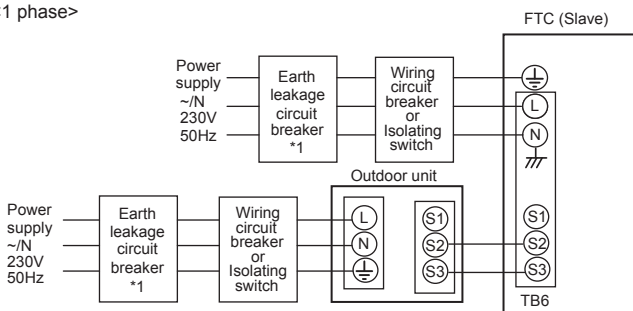 <1 phase>
FTC (Slave)
Power
supply
~/N
230V
50Hz
Earth
leakage
circuit
breaker
*1
Wiring
circuit
breaker
or
Isolating
switch
L
N
Outdoor unit
Power
supply
~/N
230V
50Hz
Earth
leakage
circuit
breaker
*1
Wiring
circuit
breaker
or
Isolating
switch
L
N
S1
S2
S3
S1
S2
S3
TB6